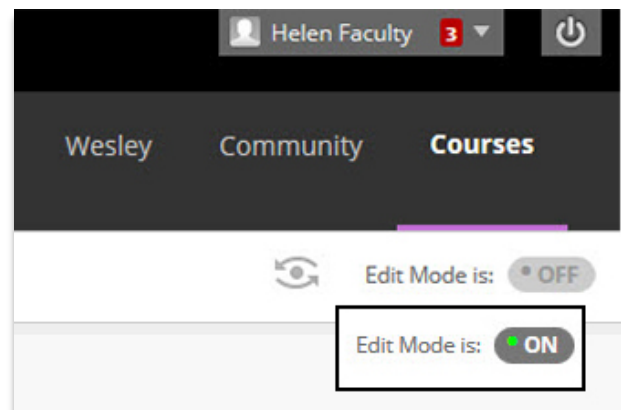 Helen Faculty 3
Wesley Community Courses
Edit Mode is: OFF
Edit Mode is: ON